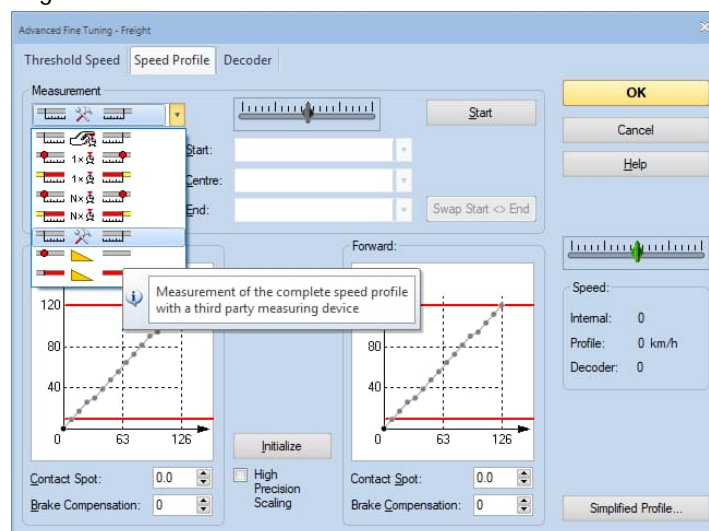 Advanced Fine Tuning - Freight
Threshold Speed Speed Profile Decoder
Measurement
Start
OK
Cancel
Help
1×
1×
N×
N×
Start:
Centre:
End:
Swap Start <> End
Forward:
Measurement of the complete speed profile
with a third party measuring device
120
80
40
0 63 126
80
40
0 63 126
Initialize
High
Precision
Scaling
Contact Spot: 0.0
Brake Compensation: 0
Contact Spot: 0.0
Brake Compensation: 0
Speed:
Internal: 0
Profile: 0 km/h
Decoder: 0
Simplified Profile...